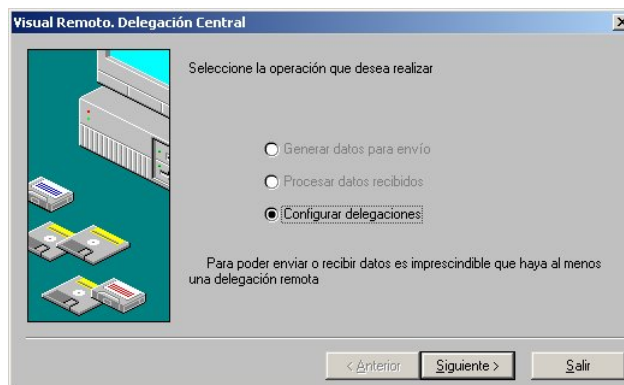 Visual Remoto. Delegación Central
Seleccione la operación que desea realizar
Generar datos para envío
Procesar datos recibidos
Configurar delegaciones
Para poder enviar o recibir datos es imprescindible que haya al menos
una delegación remota
< Anterior
Siguiente >
Salir